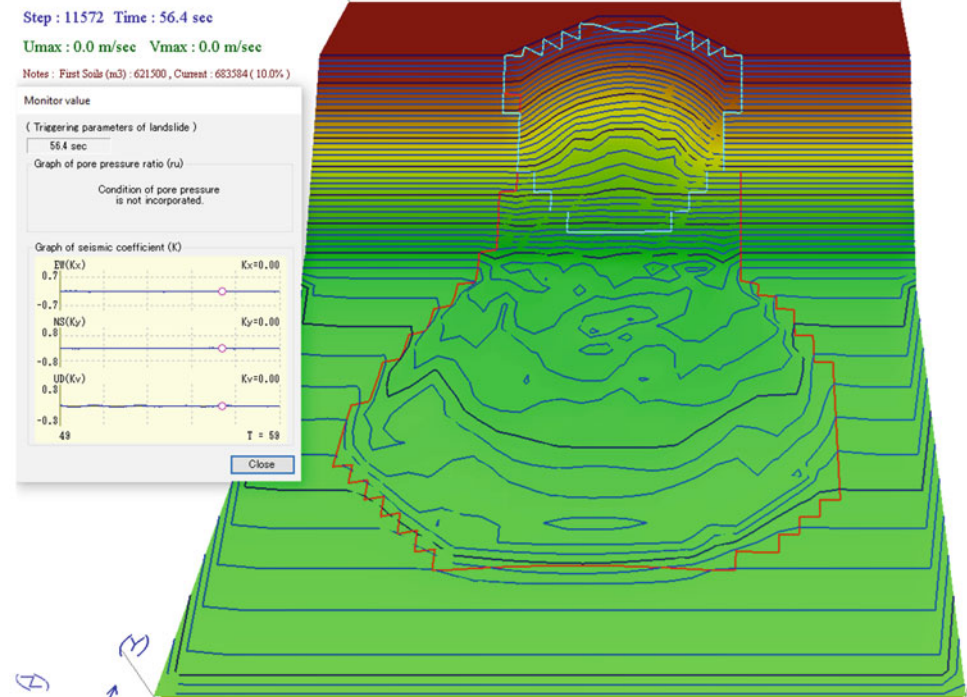 Step : 11572 Time : 56.4 sec
Umax : 0.0 m/sec Vmax : 0.0 m/sec
Notes : First Soils (m3) : 621500 , Current : 683584 ( 10.0% )
Monitor value
( Triggering parameters of landslide )
56.4 sec
Graph of pore pressure ratio (ru)
Condition of pore pressure
is not incorporated.
Graph of seismic coefficient (K)
EW(Kx) Kx=0.00
0.7
-0.7
NS(Ky) Ky=0.00
0.8
-0.8
UD(Kv) Kv=0.00
0.3
-0.3
49 T = 59
Close
(Y)
(Z)